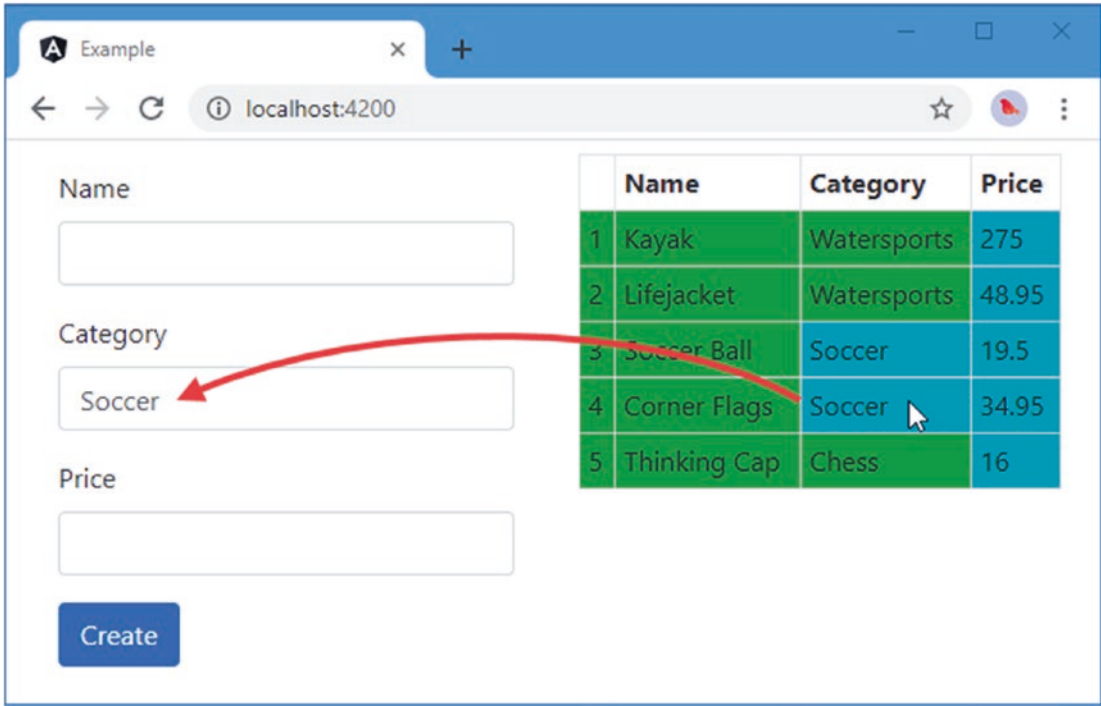 Example
localhost:4200
Name
Category
Soccer
Price
Create
Name Category Price
1 Kayak Watersports 275
2 Lifejacket Watersports 48.95
3 Soccer Ball Soccer 19.5
4 Corner Flags Soccer 34.95
5 Thinking Cap Chess 16